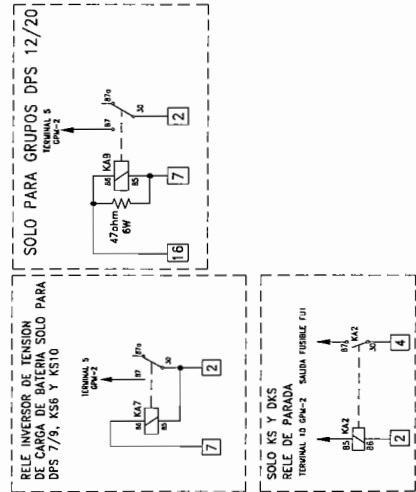 SOLO PARA GRUPOS DPS 12/20
TERMINAL 5
GPM-2
87
87a
30
2
KA9
86
85
7
47ohm
6W
16
RELE INVERSOR DE TENSION
DE CARGA DE BATERIA SOLO PARA
DPS 7/9, KS6 Y KS10
TERMINAL 5
GPM-2
87
87a
30
2
KA7
86
85
7
SOLO KS Y DKS
RELE DE PARADA
TERMINAL 10 GPM-2
SALIDA FUSIBLE FU1
KA2
85
86
2
87a
KA2
30
4